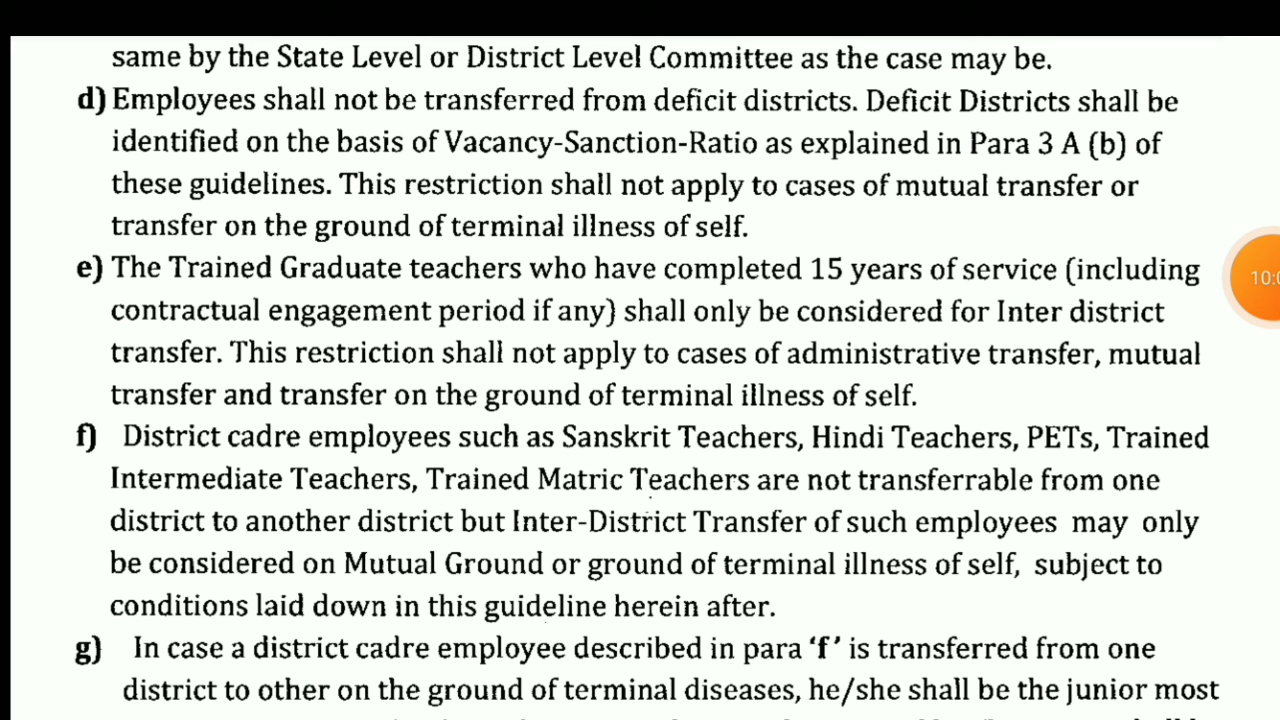 same by the State Level or District Level Committee as the case may be.
d) Employees shall not be transferred from deficit districts. Deficit Districts shall be
identified on the basis of Vacancy-Sanction-Ratio as explained in Para 3 A (b) of
these guidelines. This restriction shall not apply to cases of mutual transfer or
transfer on the ground of terminal illness of self.
e) The Trained Graduate teachers who have completed 15 years of service (including
contractual engagement period if any) shall only be considered for Inter district
transfer. This restriction shall not apply to cases of administrative transfer, mutual
transfer and transfer on the ground of terminal illness of self.
f) District cadre employees such as Sanskrit Teachers, Hindi Teachers, PETs, Trained
Intermediate Teachers, Trained Matric Teachers are not transferrable from one
district to another district but Inter-District Transfer of such employees may only
be considered on Mutual Ground or ground of terminal illness of self, subject to
conditions laid down in this guideline herein after.
g) In case a district cadre employee described in para ‘f’ is transferred from one
district to other on the ground of terminal diseases, he/she shall be the junior most